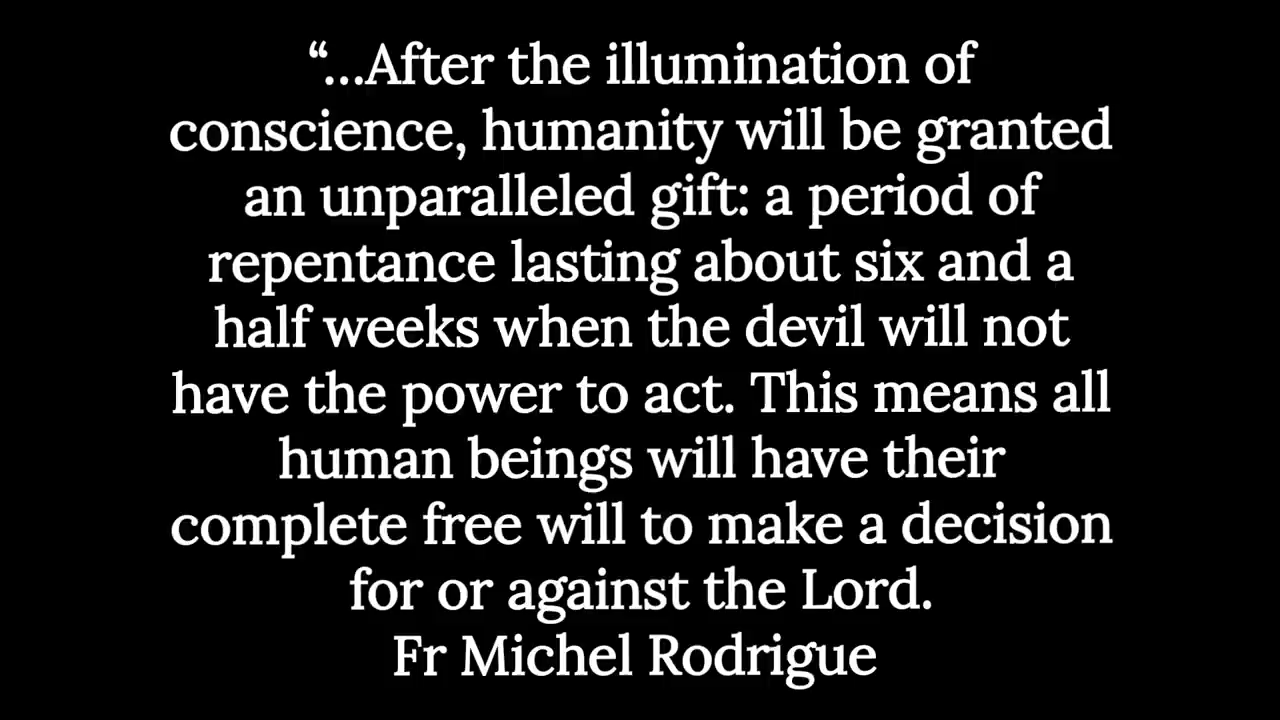 “...After the illumination of
conscience, humanity will be granted
an unparalleled gift: a period of
repentance lasting about six and a
half weeks when the devil will not
have the power to act. This means all
human beings will have their
complete free will to make a decision
for or against the Lord.
Fr Michel Rodrigue